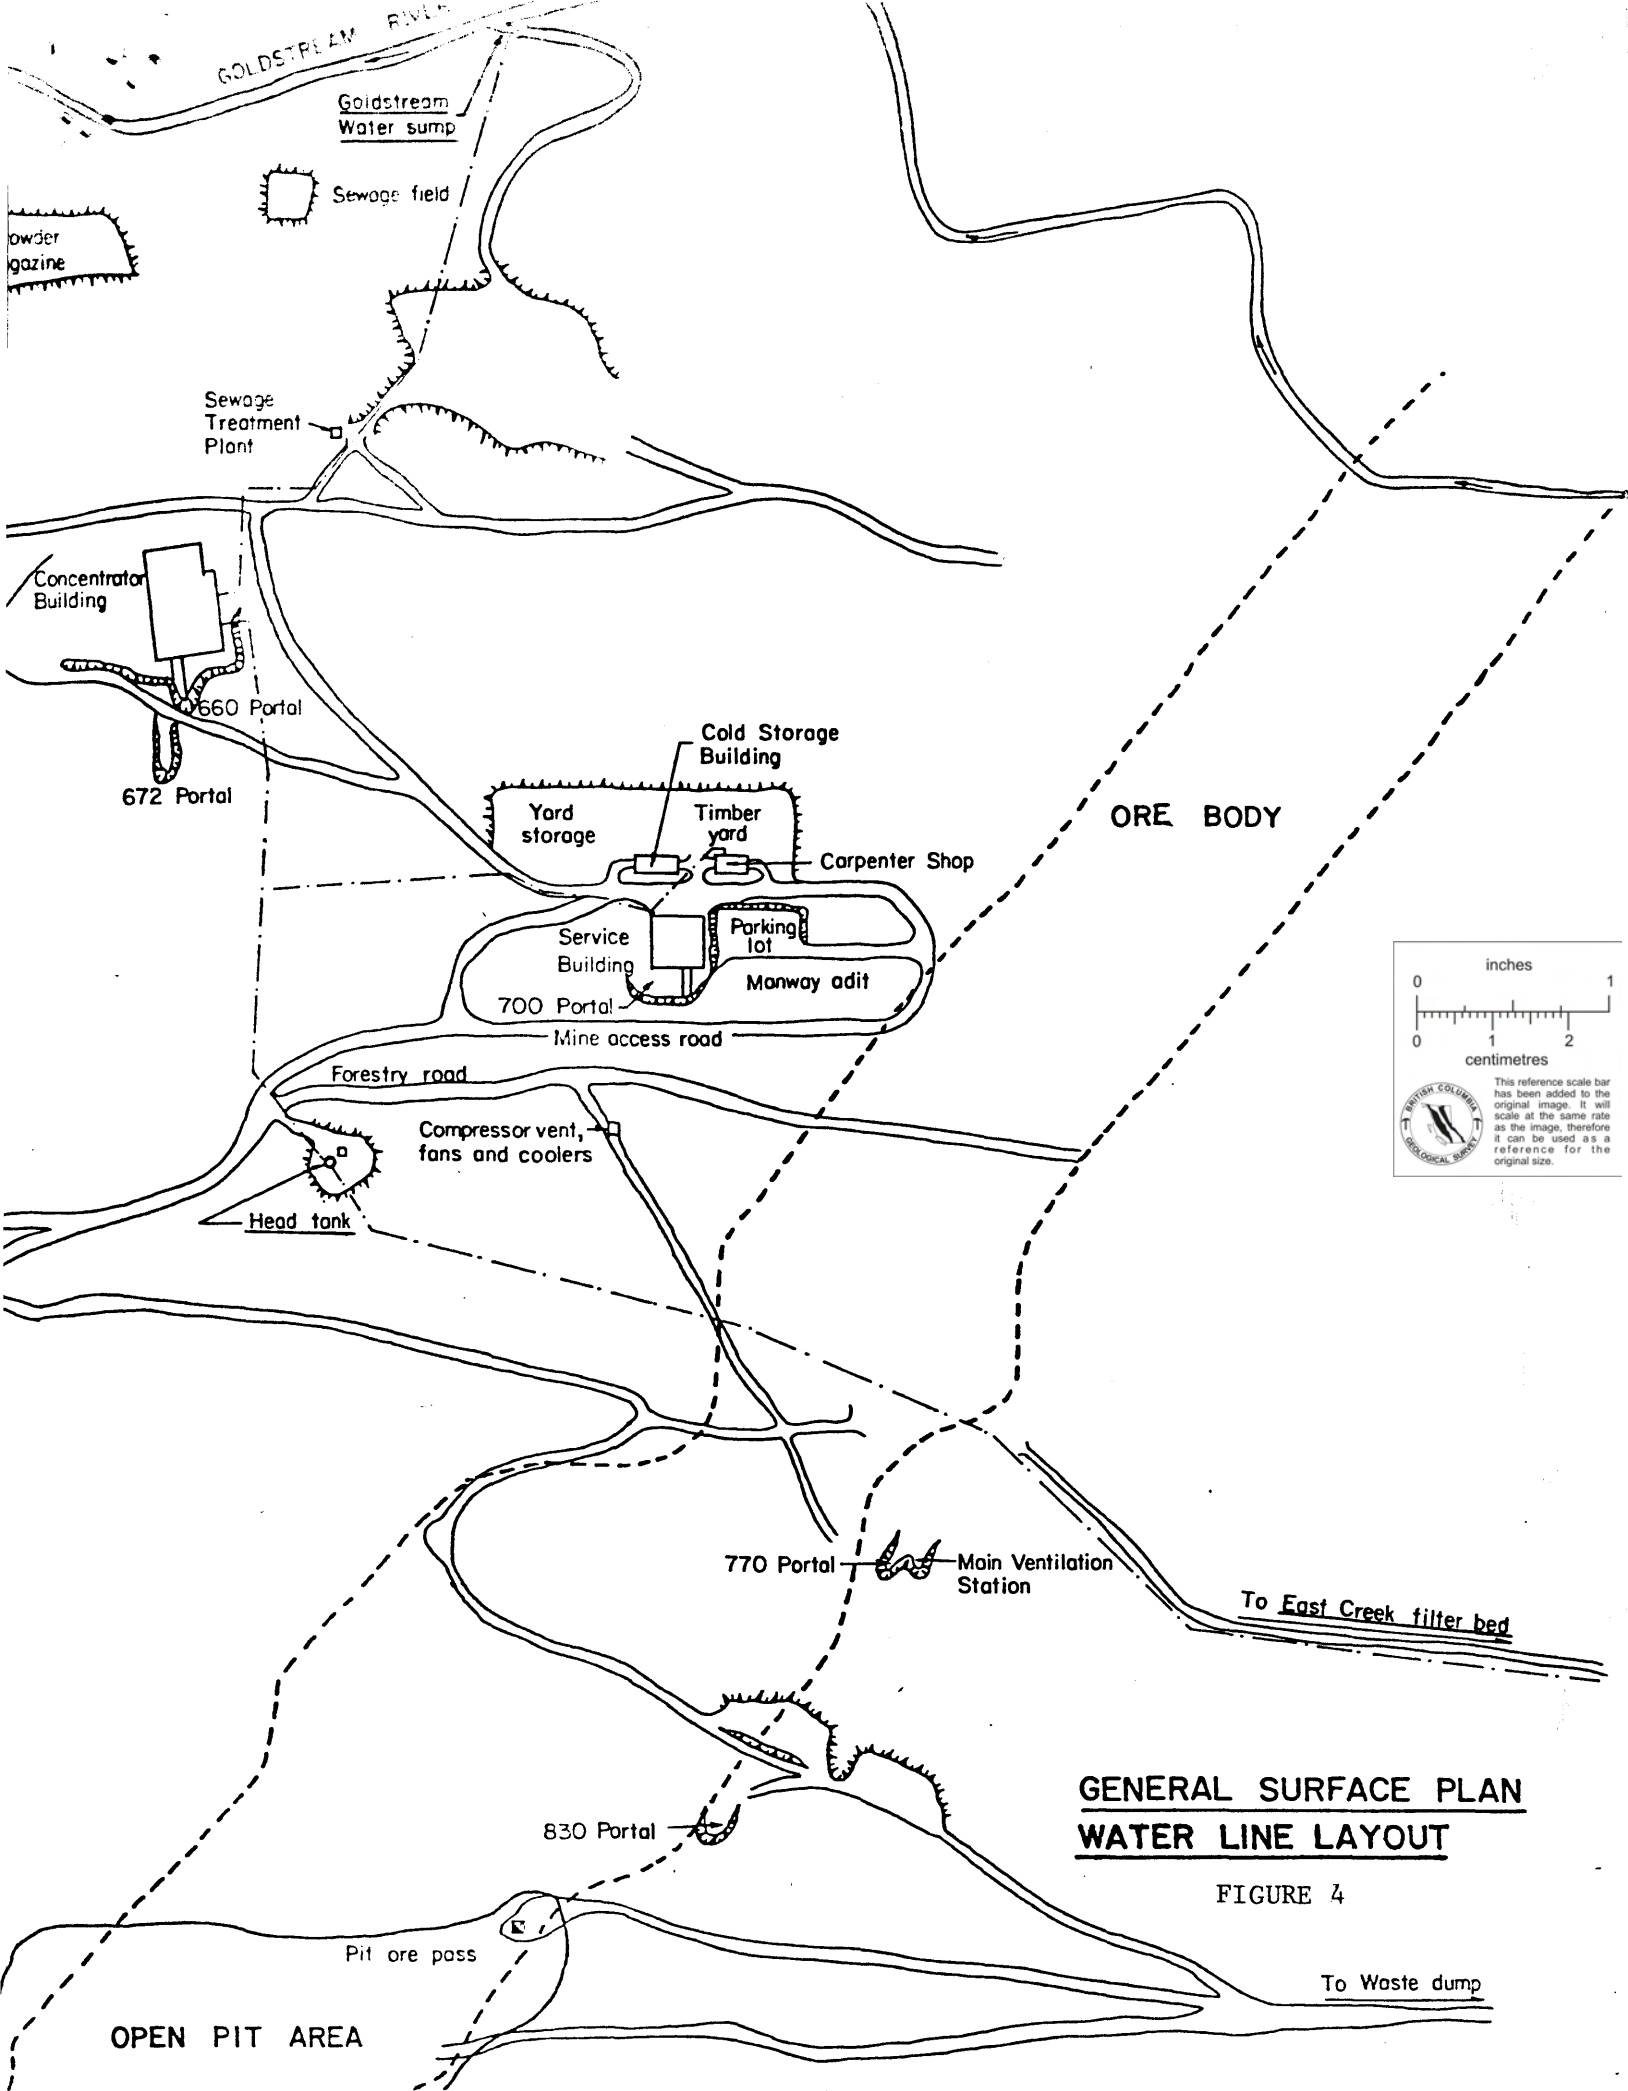 GOLDSTREAM RIVER
Goldstream
Water sump
Sewage field
owder
gazine
Sewage
Treatment
Plant
Concentrator
Building
660 Portal
672 Portal
Cold Storage
Building
Yard
storage
Timber
yard
Carpenter Shop
ORE BODY
Service
Building
Parking
lot
Manway adit
700 Portal
Mine access road
Forestry road
Compressor vent,
fans and coolers
Head tank
inches
0 1
0 1 2
centimetres
BRITISH COLUMBIA
GEOLOGICAL SURVEY
This reference scale bar
has been added to the
original image. It will
scale at the same rate
as the image, therefore
it can be used as a
reference for the
original size.
770 Portal
Main Ventilation
Station
To East Creek filter bed
830 Portal
GENERAL SURFACE PLAN
WATER LINE LAYOUT
FIGURE 4
Pit ore pass
To Waste dump
OPEN PIT AREA